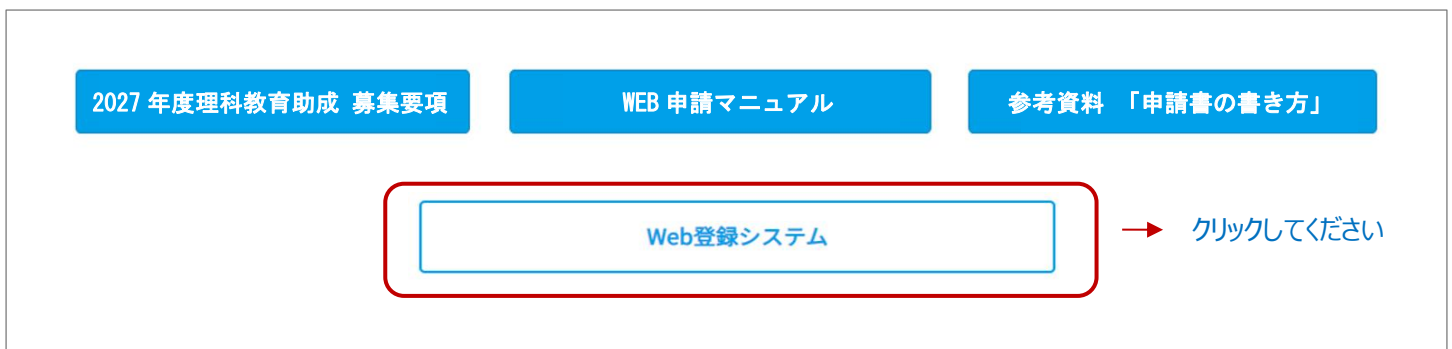 2027 年度理科教育助成 募集要項
WEB 申請マニュアル
参考資料 「申請書の書き方」
Web登録システム
クリックしてください